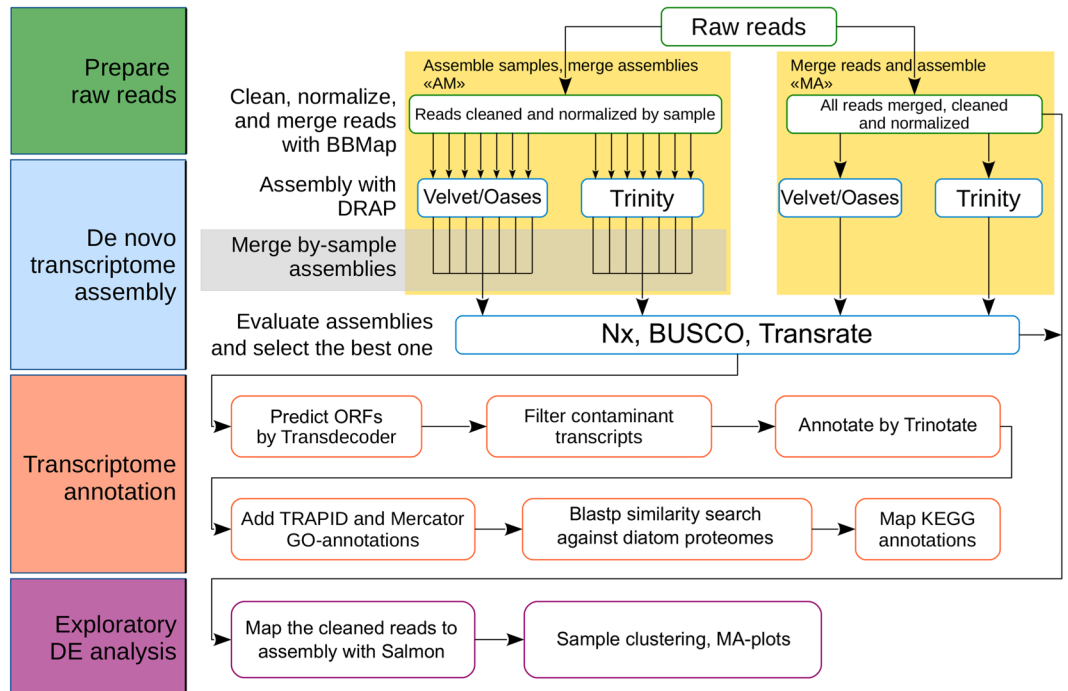 Raw reads
Prepare
raw reads
Assemble samples, merge assemblies
«AM»
Merge reads and assemble
«MA»
Clean, normalize,
and merge reads
with BBMap
Reads cleaned and normalized by sample
All reads merged, cleaned
and normalized
De novo
transcriptome
assembly
Assembly with
DRAP
Velvet/Oases
Trinity
Velvet/Oases
Trinity
Merge by-sample
assemblies
Evaluate assemblies
and select the best one
Nx, BUSCO, Transrate
Transcriptome
annotation
Predict ORFs
by Transdecoder
Filter contaminant
transcripts
Annotate by Trinotate
Add TRAPID and Mercator
GO-annotations
Blastp similarity search
against diatom proteomes
Map KEGG
annotations
Exploratory
DE analysis
Map the cleaned reads to
assembly with Salmon
Sample clustering, MA-plots